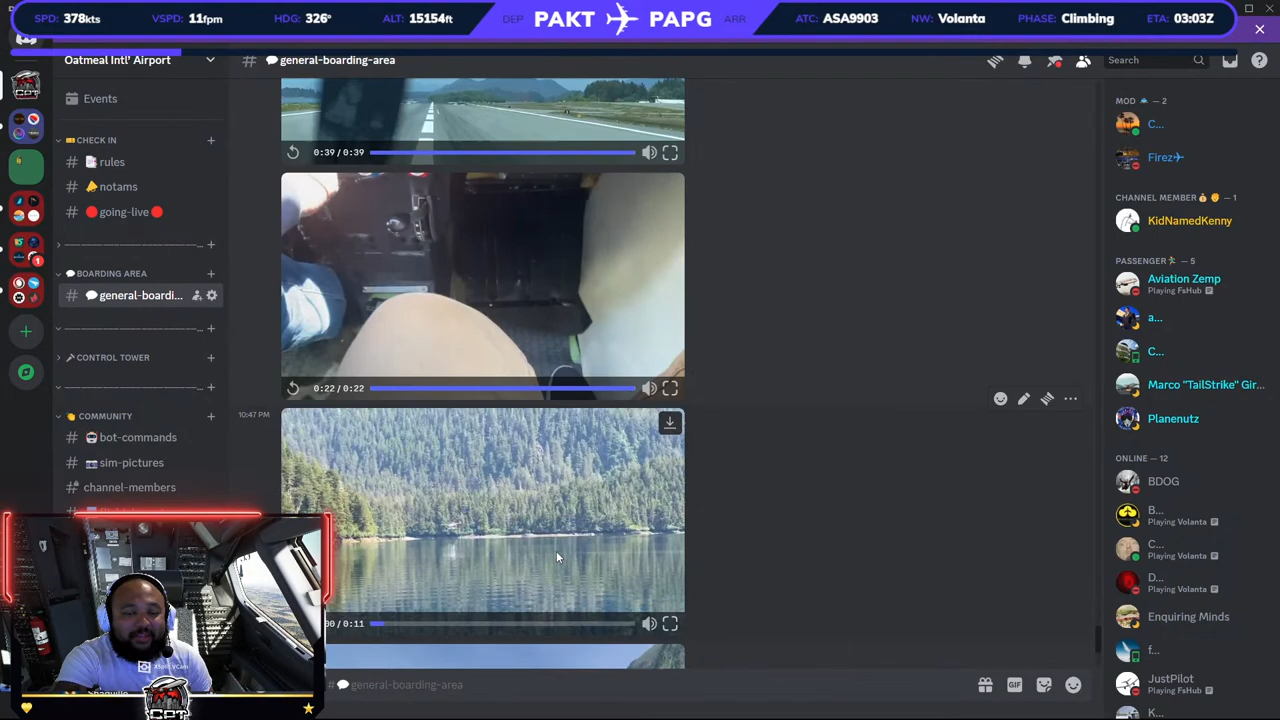 SPD: 378kts VSPD: 11fpm HDG: 326° ALT: 15154ft DEP PAKT PAPG ARR ATC: ASA9903 NW: Volanta PHASE: Climbing ETA: 03:03Z
Oatmeal Intl' Airport
# general-boarding-area
Search
Events
CHECK IN
# rules
# notams
# going-live
BOARDING AREA
# general-boardi...
CONTROL TOWER
COMMUNITY
# bot-commands
# sim-pictures
# channel-members
0:39 / 0:39
0:22 / 0:22
10:47 PM
0:11
# general-boarding-area
GIF
MOD — 2
C...
Firez
CHANNEL MEMBER — 1
KidNamedKenny
PASSENGER — 5
Aviation Zemp
Playing FsHub
a...
C...
Marco "TailStrike" Gir...
Planenutz
ONLINE — 12
BDOG
B...
Playing Volanta
C...
Playing Volanta
D...
Playing Volanta
Enquiring Minds
f...
JustPilot
Playing FsHub
K...
XSplit VCam
CPT